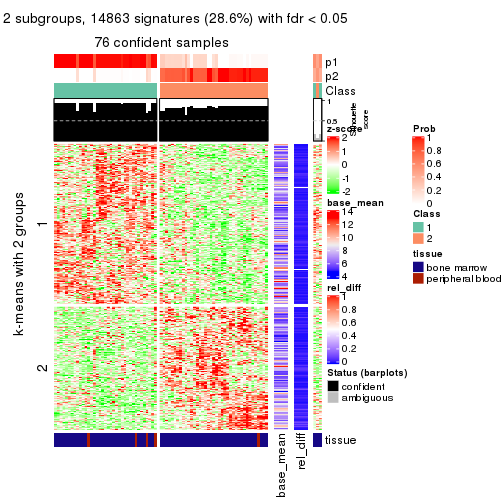 2 subgroups, 14863 signatures (28.6%) with fdr < 0.05
76 confident samples
p1
p2
Class
1
0.5
0
Silhouette
score
k-means with 2 groups
1
2
tissue
base_mean
rel_diff
z-score
2
1
0
-1
-2
base_mean
14
12
10
8
6
4
rel_diff
1
0.8
0.6
0.4
0.2
0
Prob
1
0.8
0.6
0.4
0.2
0
Class
1
2
tissue
bone marrow
peripheral blood
Status (barplots)
confident
ambiguous